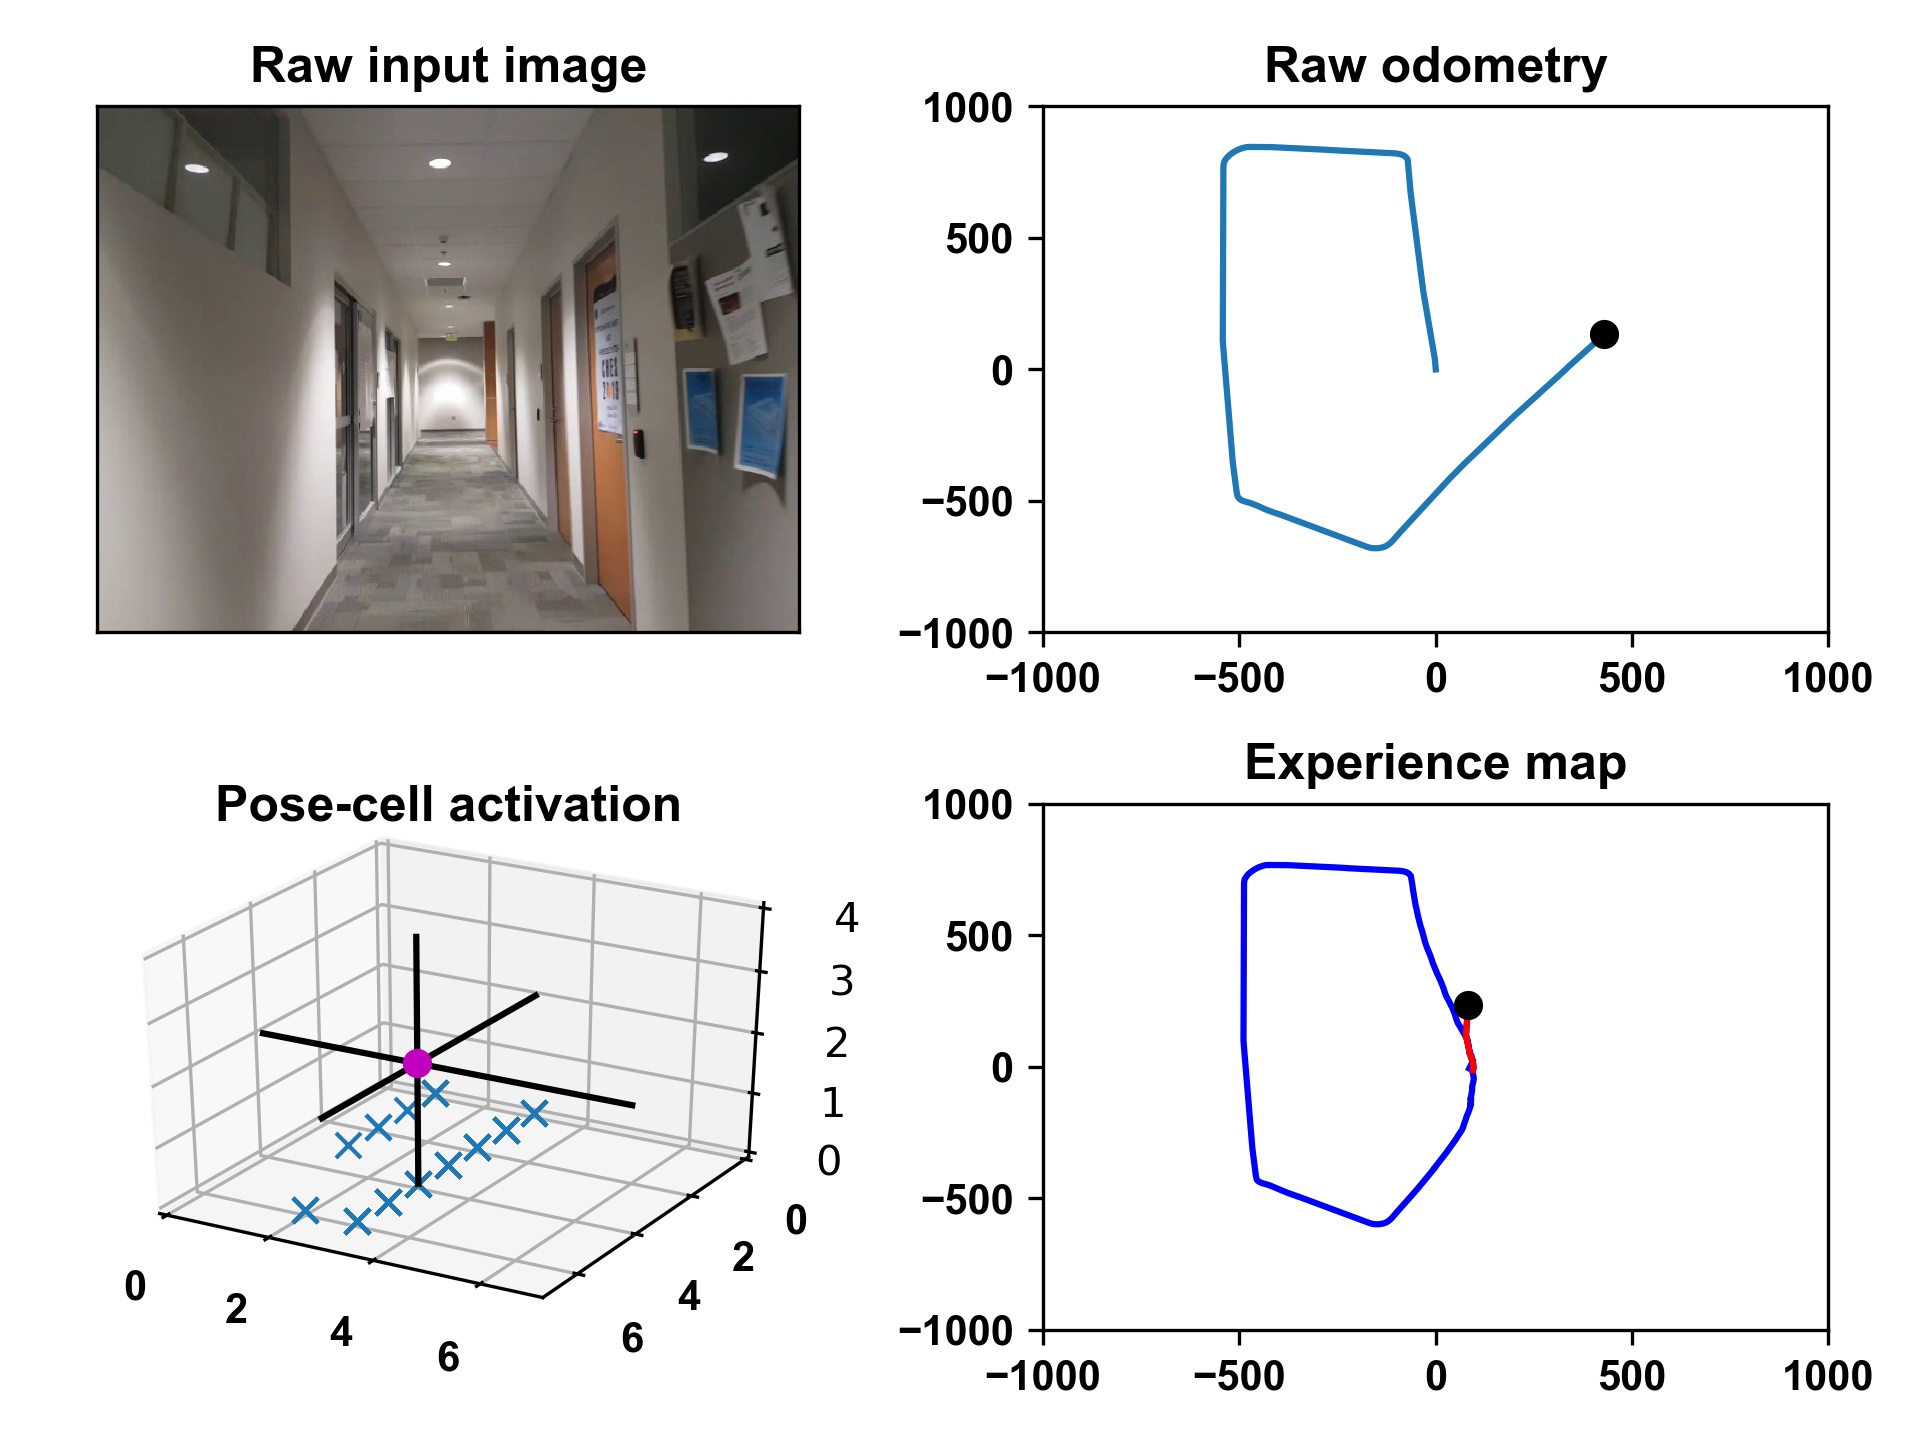 Raw input image
CRES
Raw odometry
1000
500
0
−500
−1000
−1000 −500 0 500 1000
Pose-cell activation
4
3
2
1
0
0 2 4 6
6 4 2 0
Experience map
1000
500
0
−500
−1000
−1000 −500 0 500 1000